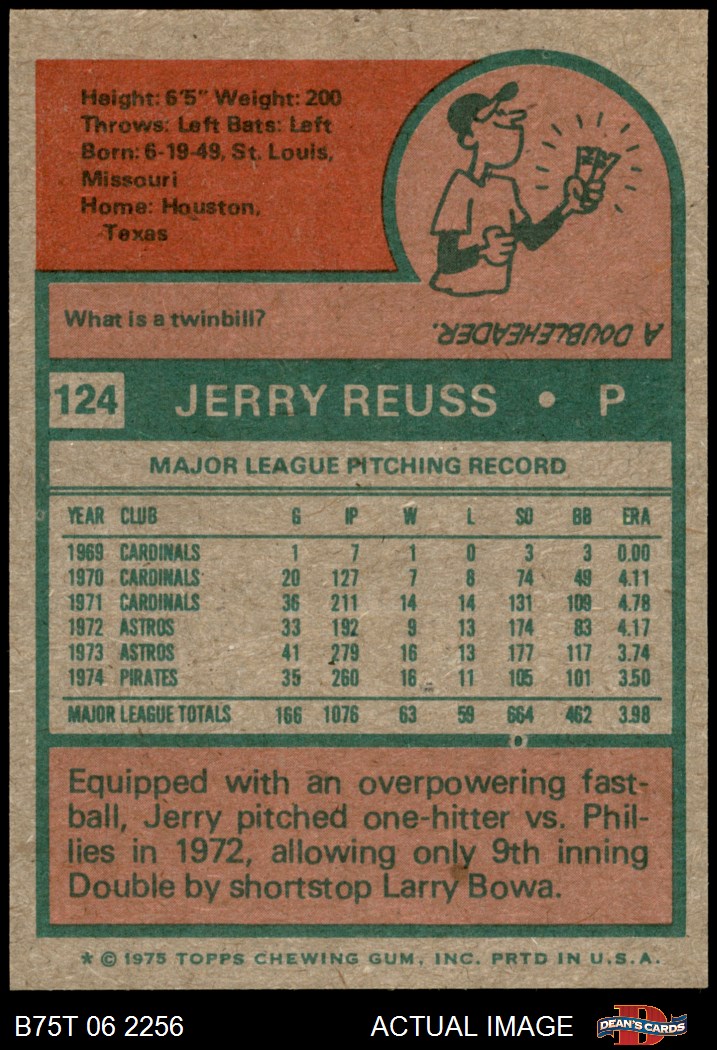 Height: 6'5" Weight: 200
Throws: Left Bats: Left
Born: 6-19-49, St. Louis,
Missouri
Home: Houston,
Texas
What is a twinbill?
A DOUBLEHEADER.
124 JERRY REUSS • P
MAJOR LEAGUE PITCHING RECORD
YEAR CLUB G IP W L SO BB ERA
1969 CARDINALS 1 7 1 0 3 3 0.00
1970 CARDINALS 20 127 7 8 74 49 4.11
1971 CARDINALS 36 211 14 14 131 109 4.78
1972 ASTROS 33 192 9 13 174 83 4.17
1973 ASTROS 41 279 16 13 177 117 3.74
1974 PIRATES 35 260 16 11 105 101 3.50
MAJOR LEAGUE TOTALS 166 1076 63 59 664 462 3.98
Equipped with an overpowering fast-
ball, Jerry pitched one-hitter vs. Phil-
lies in 1972, allowing only 9th inning
Double by shortstop Larry Bowa.
* © 1975 TOPPS CHEWING GUM, INC. PRTD IN U.S.A.
B75T 06 2256 ACTUAL IMAGE D DEAN'S CARDS